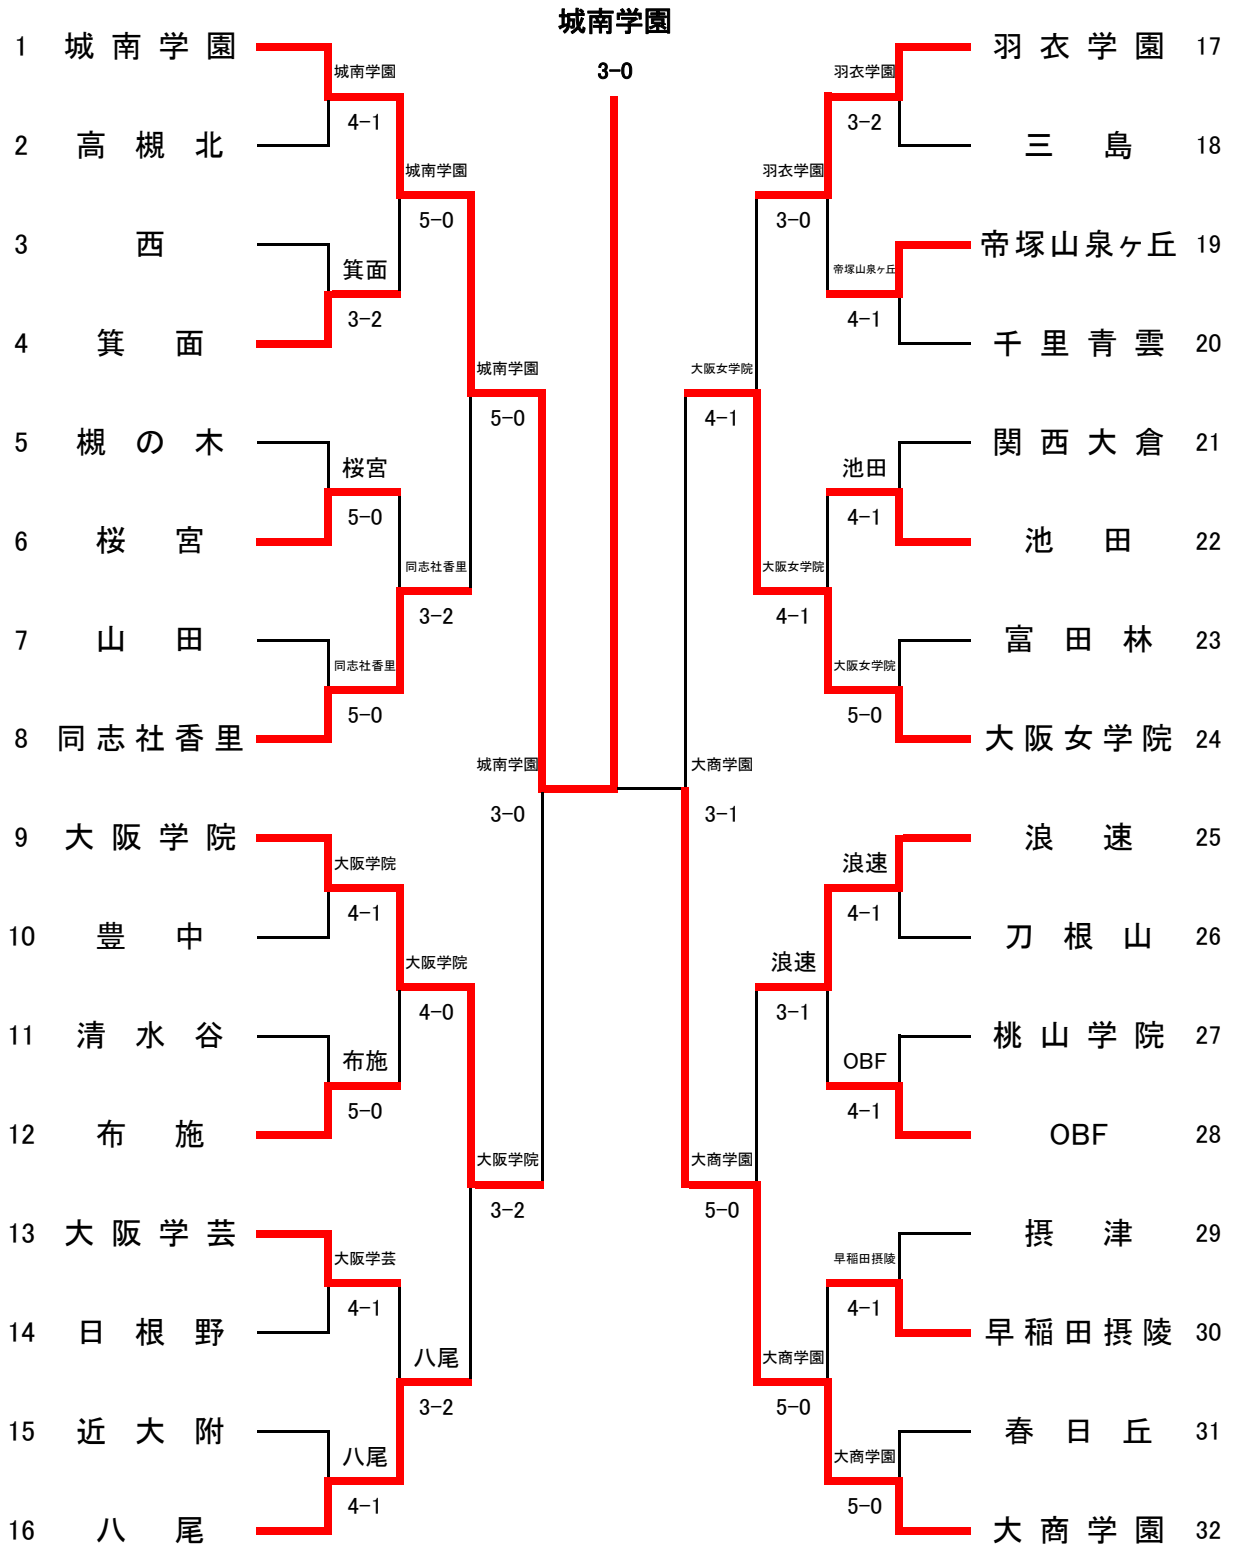 城南学園
3-0
1 城南学園
2 高槻北
3 西
4 箕面
5 槻の木
6 桜宮
7 山田
8 同志社香里
9 大阪学院
10 豊中
11 清水谷
12 布施
13 大阪学芸
14 日根野
15 近大附
16 八尾
城南学園
4-1
箕面
3-2
桜宮
5-0
同志社香里
5-0
大阪学院
4-1
布施
5-0
大阪学芸
4-1
八尾
4-1
城南学園
5-0
同志社香里
3-2
大阪学院
4-0
八尾
3-2
城南学園
5-0
大阪学院
3-2
城南学園
3-0
大商学園
3-1
大阪女学院
4-1
大商学園
5-0
羽衣学園
3-0
大阪女学院
4-1
浪速
3-1
大商学園
5-0
羽衣学園
3-2
帝塚山泉ヶ丘
4-1
池田
4-1
大阪女学院
5-0
浪速
4-1
OBF
4-1
早稲田摂陵
4-1
大商学園
5-0
羽衣学園 17
三島 18
帝塚山泉ヶ丘 19
千里青雲 20
関西大倉 21
池田 22
富田林 23
大阪女学院 24
浪速 25
刀根山 26
桃山学院 27
OBF 28
摂津 29
早稲田摂陵 30
春日丘 31
大商学園 32